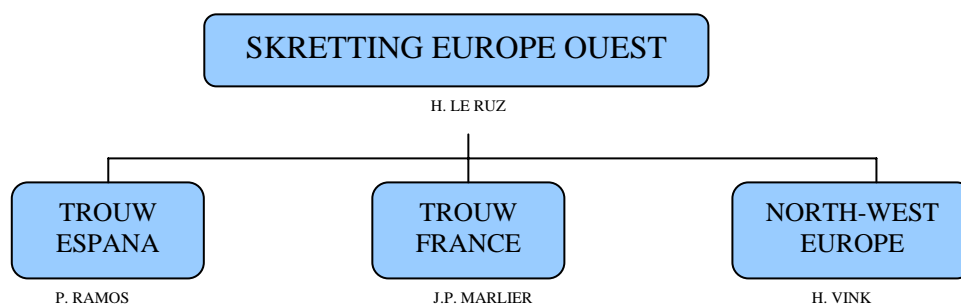 SKRETTING EUROPE OUEST
H. LE RUZ
TROUW
ESPANA
TROUW
FRANCE
NORTH-WEST
EUROPE
P. RAMOS
J.P. MARLIER
H. VINK